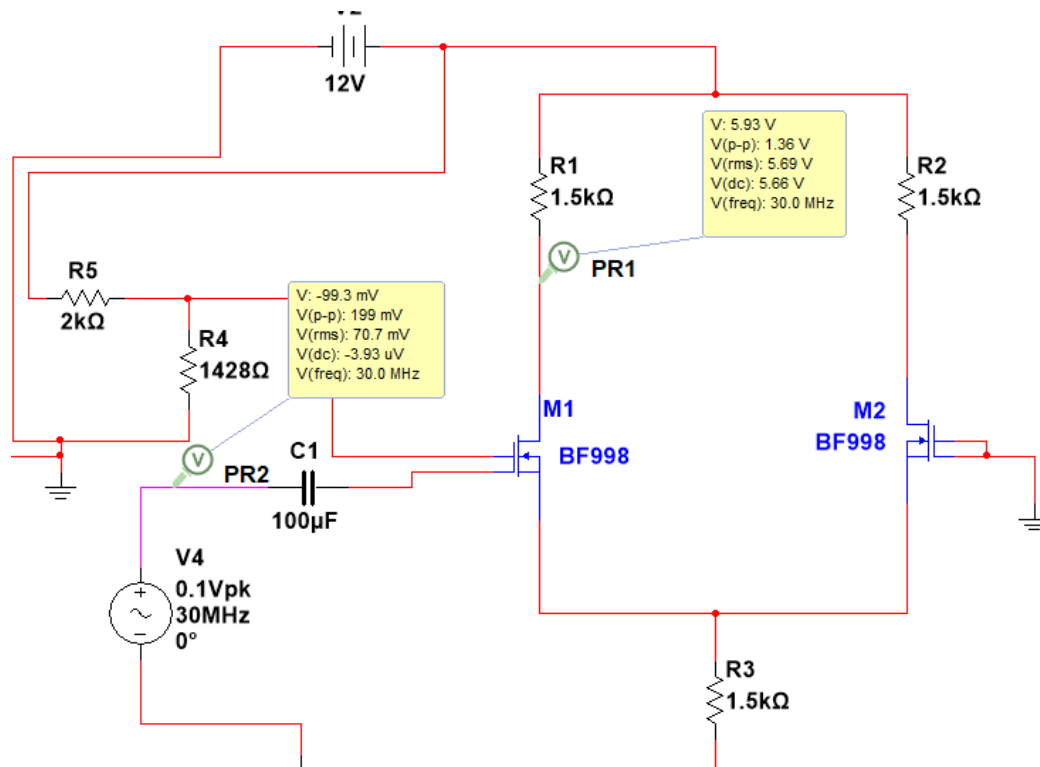 12V
R1
1.5kΩ
V: 5.93 V
V(p-p): 1.36 V
V(rms): 5.69 V
V(dc): 5.66 V
V(freq): 30.0 MHz
R2
1.5kΩ
V
PR1
R5
2kΩ
R4
1428Ω
V: -99.3 mV
V(p-p): 199 mV
V(rms): 70.7 mV
V(dc): -3.93 uV
V(freq): 30.0 MHz
M1
BF998
M2
BF998
V
PR2
C1
100µF
V4
0.1Vpk
30MHz
0°
R3
1.5kΩ